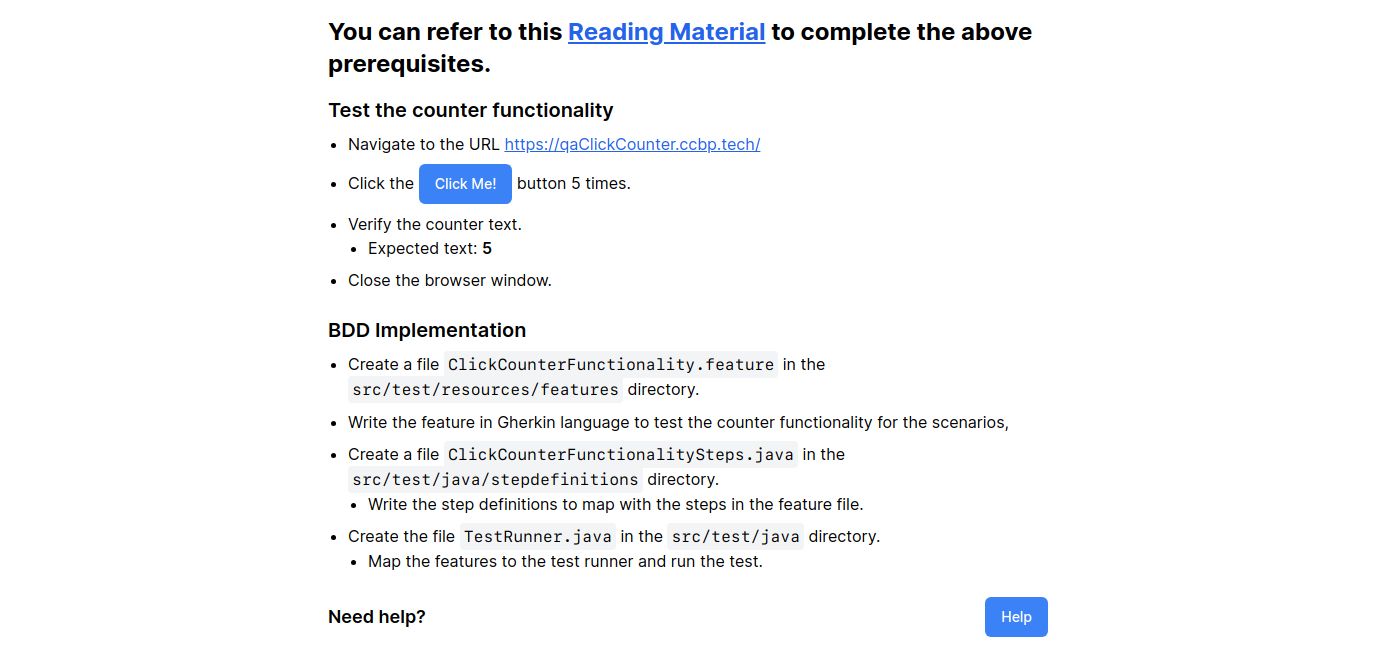 You can refer to this Reading Material to complete the above
prerequisites.
Test the counter functionality
Navigate to the URL https://qaClickCounter.ccbp.tech/
Click the Click Me! button 5 times.
Verify the counter text.
Expected text: 5
Close the browser window.
BDD Implementation
Create a file ClickCounterFunctionality.feature in the
src/test/resources/features directory.
Write the feature in Gherkin language to test the counter functionality for the scenarios,
Create a file ClickCounterFunctionalitySteps.java in the
src/test/java/stepdefinitions directory.
Write the step definitions to map with the steps in the feature file.
Create the file TestRunner.java in the src/test/java directory.
Map the features to the test runner and run the test.
Need help? Help